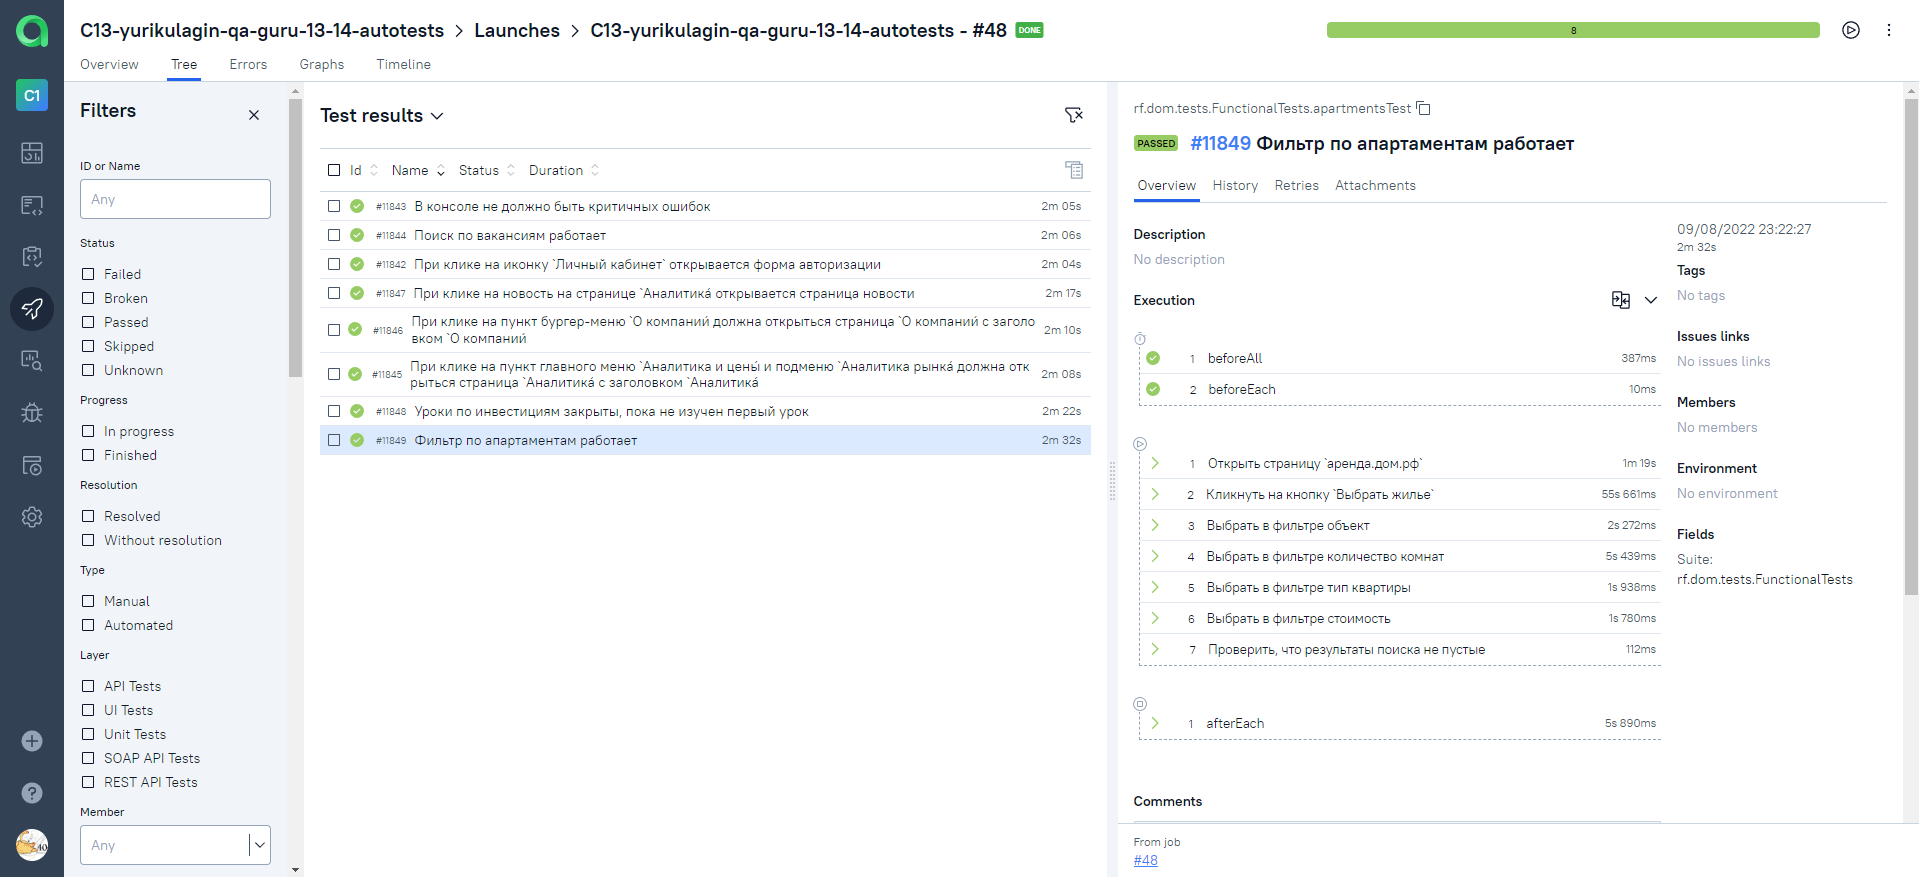 C13-yurikulagin-qa-guru-13-14-autotests > Launches > C13-yurikulagin-qa-guru-13-14-autotests - #48 DONE
8
Overview Tree Errors Graphs Timeline
C1
Filters
ID or Name
Any
Status
Failed
Broken
Passed
Skipped
Unknown
Progress
In progress
Finished
Resolution
Resolved
Without resolution
Type
Manual
Automated
Layer
API Tests
UI Tests
Unit Tests
SOAP API Tests
REST API Tests
Member
Any
Test results
Id Name Status Duration
#11843 В консоле не должно быть критичных ошибок 2m 05s
#11844 Поиск по вакансиям работает 2m 06s
#11842 При клике на иконку `Личный кабинет` открывается форма авторизации 2m 04s
#11847 При клике на новость на странице `Аналитика́ открывается страница новости 2m 17s
#11846 При клике на пункт бургер-меню `О компании́ должна открыться страница `О компании́ с заголо 2m 10s
вком `О компании́
#11845 При клике на пункт главного меню `Аналитика и цены́ и подменю `Аналитика рынка́ должна отк 2m 08s
рыться страница `Аналитика́ с заголовком `Аналитика́
#11848 Уроки по инвестициям закрыты, пока не изучен первый урок 2m 22s
#11849 Фильтр по апартаментам работает 2m 32s
rf.dom.tests.FunctionalTests.apartmentsTest
PASSED #11849 Фильтр по апартаментам работает
Overview History Retries Attachments
Description
No description
Execution
1 beforeAll 387ms
2 beforeEach 10ms
1 Открыть страницу `аренда.дом.рф` 1m 19s
2 Кликнуть на кнопку `Выбрать жилье` 55s 661ms
3 Выбрать в фильтре объект 2s 272ms
4 Выбрать в фильтре количество комнат 5s 439ms
5 Выбрать в фильтре тип квартиры 1s 938ms
6 Выбрать в фильтре стоимость 1s 780ms
7 Проверить, что результаты поиска не пустые 112ms
1 afterEach 5s 890ms
Comments
From job
#48
09/08/2022 23:22:27
2m 32s
Tags
No tags
Issues links
No issues links
Members
No members
Environment
No environment
Fields
Suite:
rf.dom.tests.FunctionalTests